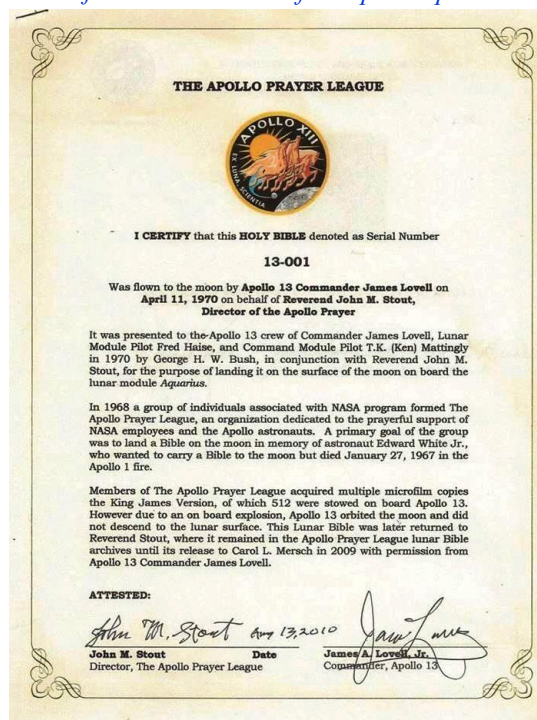 THE APOLLO PRAYER LEAGUE
APOLLO XIII
EX LUNA, SCIENTIA
I CERTIFY that this HOLY BIBLE denoted as Serial Number
13-001
Was flown to the moon by Apollo 13 Commander James Lovell on
April 11, 1970 on behalf of Reverend John M. Stout,
Director of the Apollo Prayer
It was presented to the Apollo 13 crew of Commander James Lovell, Lunar
Module Pilot Fred Haise, and Command Module Pilot T.K. (Ken) Mattingly
in 1970 by George H. W. Bush, in conjunction with Reverend John M.
Stout, for the purpose of landing it on the surface of the moon on board the
lunar module Aquarius.
In 1968 a group of individuals associated with NASA program formed The
Apollo Prayer League, an organization dedicated to the prayerful support of
NASA employees and the Apollo astronauts. A primary goal of the group
was to land a Bible on the moon in memory of astronaut Edward White Jr.,
who wanted to carry a Bible to the moon but died January 27, 1967 in the
Apollo 1 fire.
Members of The Apollo Prayer League acquired multiple microfilm copies
the King James Version, of which 512 were stowed on board Apollo 13.
However due to an on board explosion, Apollo 13 orbited the moon and did
not descend to the lunar surface. This Lunar Bible was later returned to
Reverend Stout, where it remained in the Apollo Prayer League lunar Bible
archives until its release to Carol L. Mersch in 2009 with permission from
Apollo 13 Commander James Lovell.
ATTESTED:
John M. Stout Aug 13, 2010
John M. Stout Date James A. Lovell, Jr.
Director, The Apollo Prayer League Commander, Apollo 13